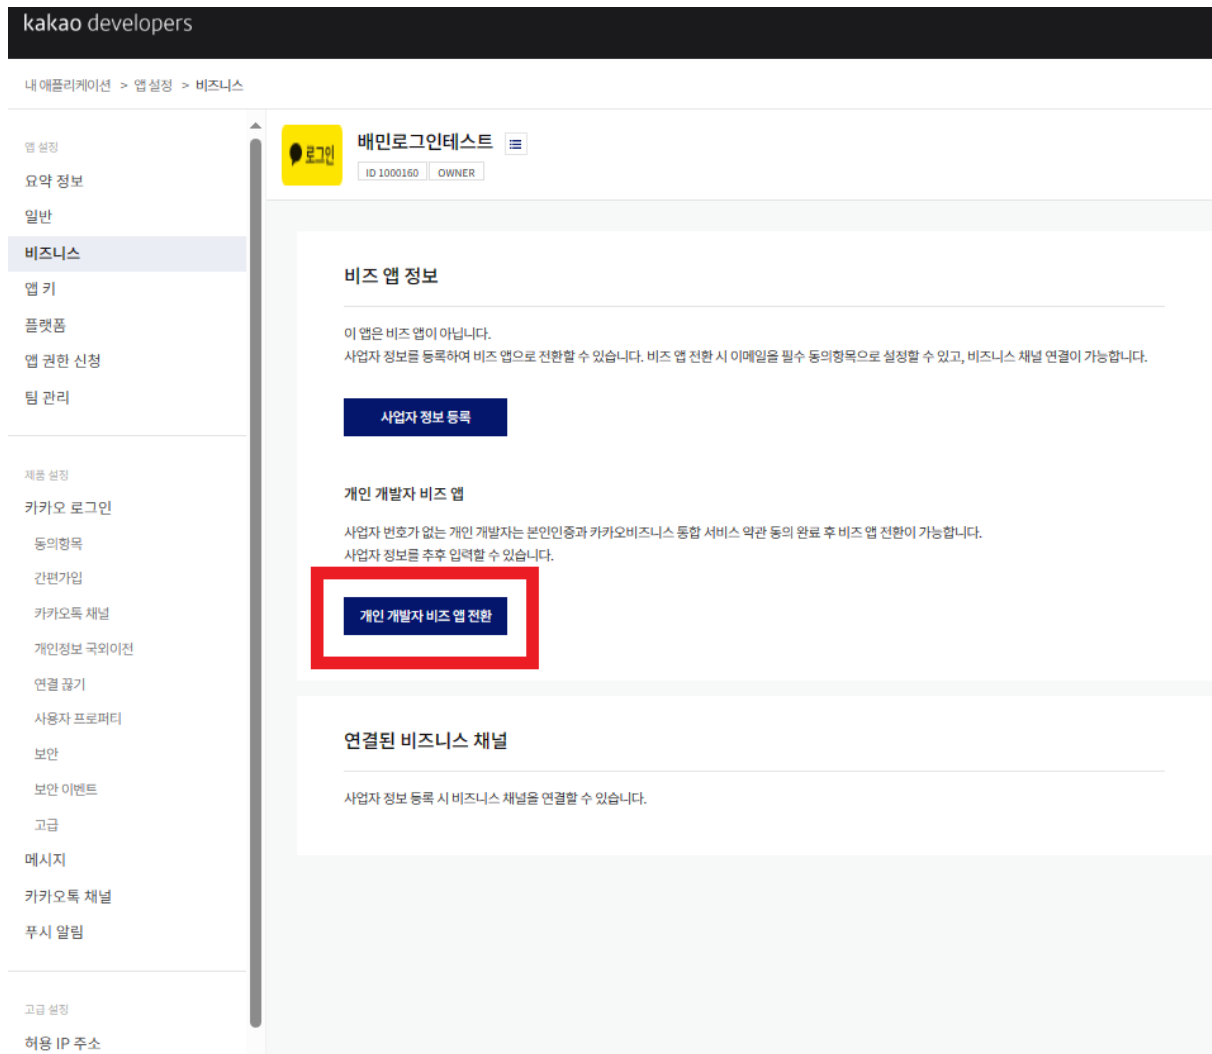 kakao developers
내 애플리케이션 > 앱 설정 > 비즈니스
앱 설정
요약 정보
일반
비즈니스
앱 키
플랫폼
앱 권한 신청
팀 관리
제품 설정
카카오 로그인
동의항목
간편가입
카카오톡 채널
개인정보 국외이전
연결 끊기
사용자 프로퍼티
보안
보안 이벤트
고급
메시지
카카오톡 채널
푸시 알림
고급 설정
허용 IP 주소
로그인
배민로그인테스트
ID 1000160 OWNER
비즈 앱 정보
이 앱은 비즈 앱이 아닙니다.
사업자 정보를 등록하여 비즈 앱으로 전환할 수 있습니다. 비즈 앱 전환 시 이메일을 필수 동의항목으로 설정할 수 있고, 비즈니스 채널 연결이 가능합니다.
사업자 정보 등록
개인 개발자 비즈 앱
사업자 번호가 없는 개인 개발자는 본인인증과 카카오비즈니스 통합 서비스 약관 동의 완료 후 비즈 앱 전환이 가능합니다.
사업자 정보를 추후 입력할 수 있습니다.
개인 개발자 비즈 앱 전환
연결된 비즈니스 채널
사업자 정보 등록 시 비즈니스 채널을 연결할 수 있습니다.